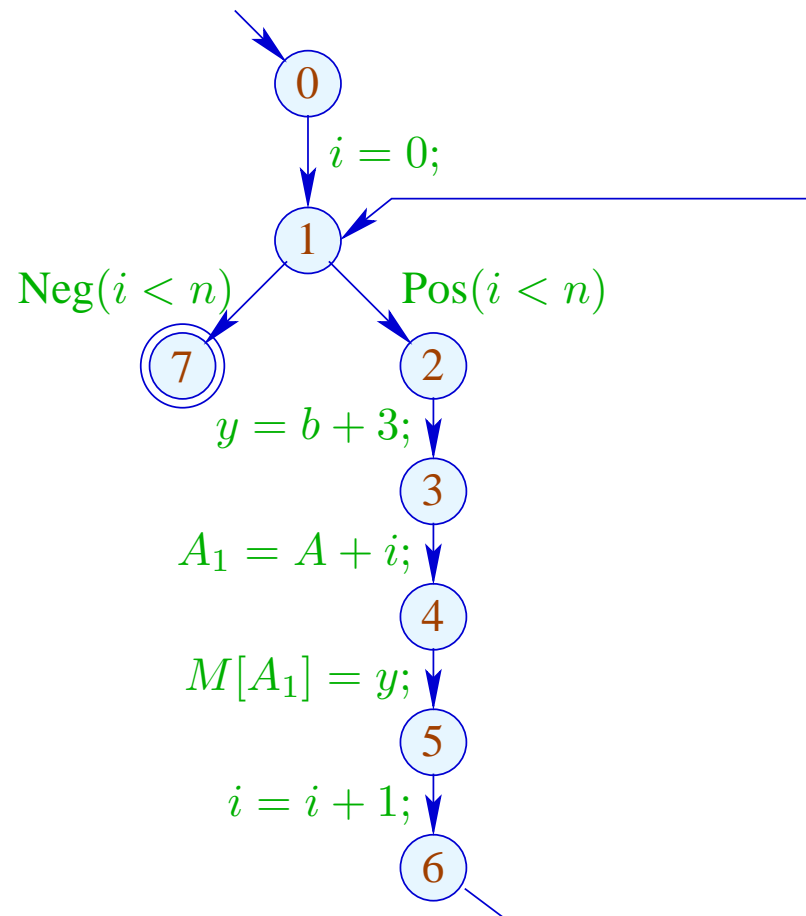 0
i = 0;
1
Neg(i < n) Pos(i < n)
7 2
y = b + 3;
3
A₁ = A + i;
4
M[A₁] = y;
5
i = i + 1;
6